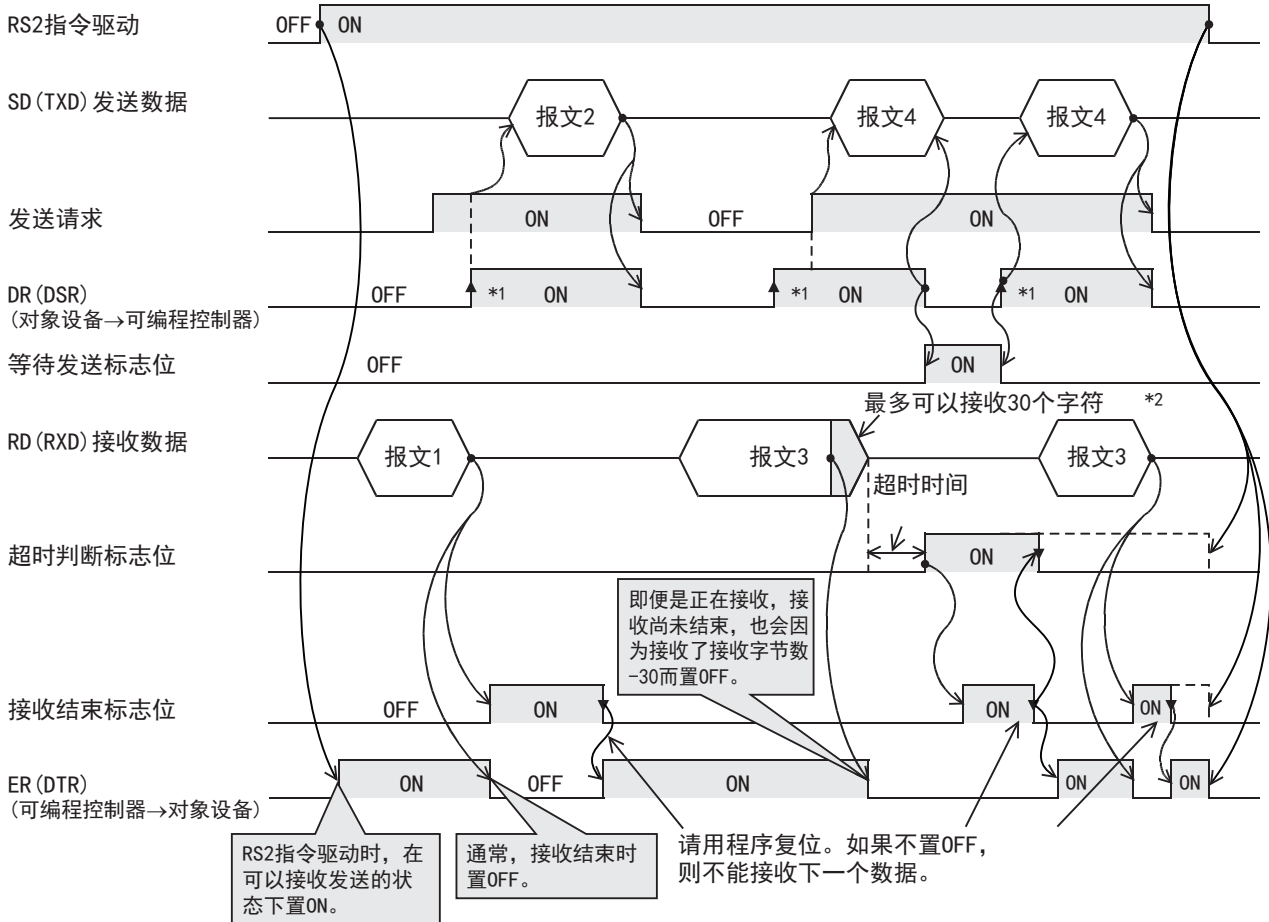 RS2指令驱动
OFF
ON
SD(TXD)发送数据
报文2
报文4
报文4
发送请求
ON
OFF
ON
DR(DSR)
(对象设备→可编程控制器)
OFF
*1
ON
*1
ON
*1
ON
等待发送标志位
OFF
ON
最多可以接收30个字符
*2
RD(RXD)接收数据
报文1
报文3
报文3
超时时间
超时判断标志位
ON
即便是正在接收，接
收尚未结束，也会因
为接收了接收字节数
-30而置OFF。
接收结束标志位
OFF
ON
ON
ON
ER(DTR)
(可编程控制器→对象设备)
ON
OFF
ON
ON
ON
RS2指令驱动时，在
可以接收发送的状
态下置ON。
通常，接收结束时
置OFF。
请用程序复位。如果不置OFF，
则不能接收下一个数据。